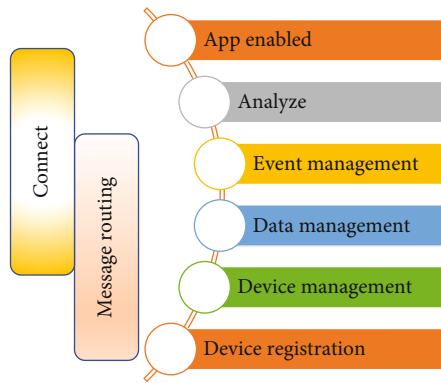 Connect
Message routing
App enabled
Analyze
Event management
Data management
Device management
Device registration